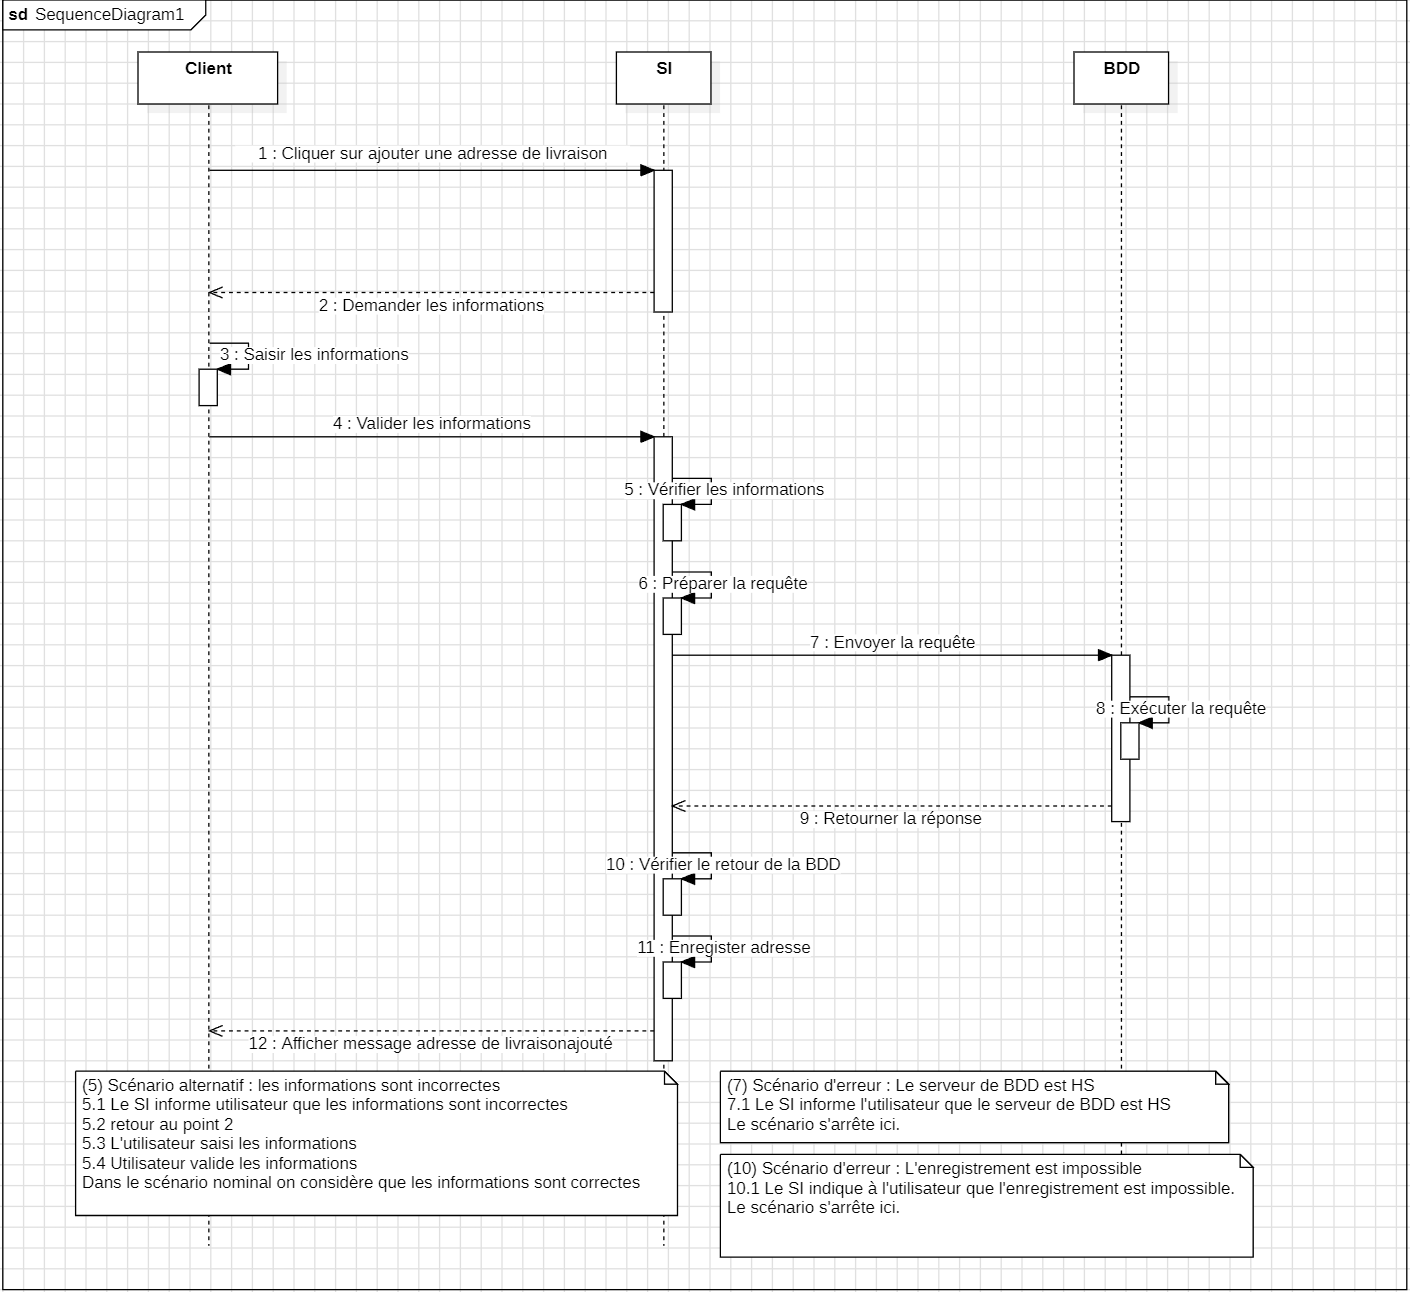 sd SequenceDiagram1
Client
SI
BDD
1 : Cliquer sur ajouter une adresse de livraison
2 : Demander les informations
3 : Saisir les informations
4 : Valider les informations
5 : Vérifier les informations
6 : Préparer la requête
7 : Envoyer la requête
8 : Exécuter la requête
9 : Retourner la réponse
10 : Vérifier le retour de la BDD
11 : Enregister adresse
12 : Afficher message adresse de livraisonajouté
(5) Scénario alternatif : les informations sont incorrectes
5.1 Le SI informe utilisateur que les informations sont incorrectes
5.2 retour au point 2
5.3 L'utilisateur saisi les informations
5.4 Utilisateur valide les informations
Dans le scénario nominal on considère que les informations sont correctes
(7) Scénario d'erreur : Le serveur de BDD est HS
7.1 Le SI informe l'utilisateur que le serveur de BDD est HS
Le scénario s'arrête ici.
(10) Scénario d'erreur : L'enregistrement est impossible
10.1 Le SI indique à l'utilisateur que l'enregistrement est impossible.
Le scénario s'arrête ici.